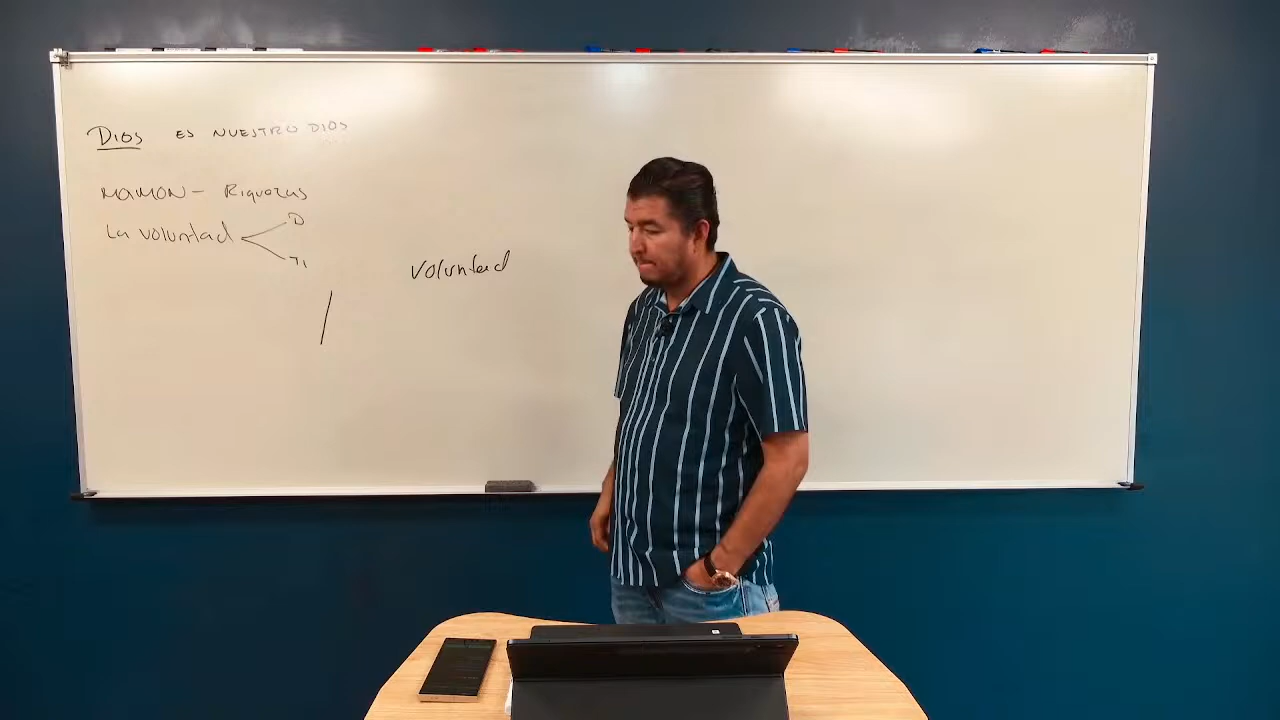 DIOS ES NUESTRO DIOS
MAMON - Riquezas
La voluntad
D
voluntad